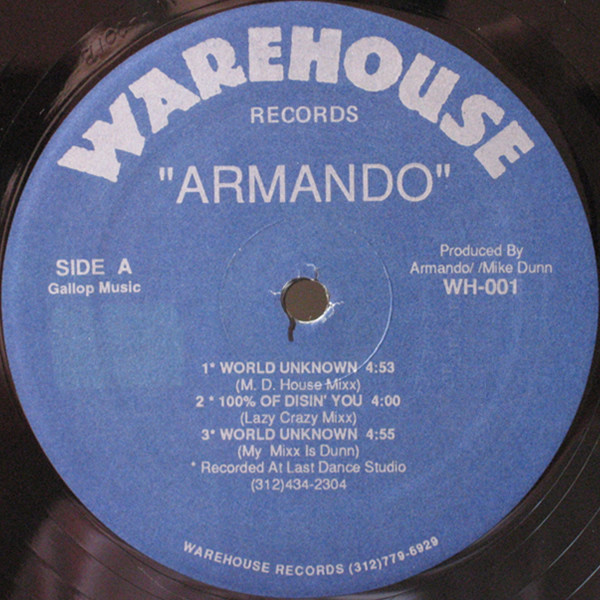 WAREHOUSE
RECORDS
"ARMANDO"
SIDE A
Gallop Music
Produced By
Armando/ /Mike Dunn
WH-001
1* WORLD UNKNOWN 4:53
(M. D. House Mixx)
2 * 100% OF DISIN' YOU 4:00
(Lazy Crazy Mixx)
3* WORLD UNKNOWN 4:55
(My Mixx Is Dunn)
* Recorded At Last Dance Studio
(312)434-2304
WAREHOUSE RECORDS (312)779-6929